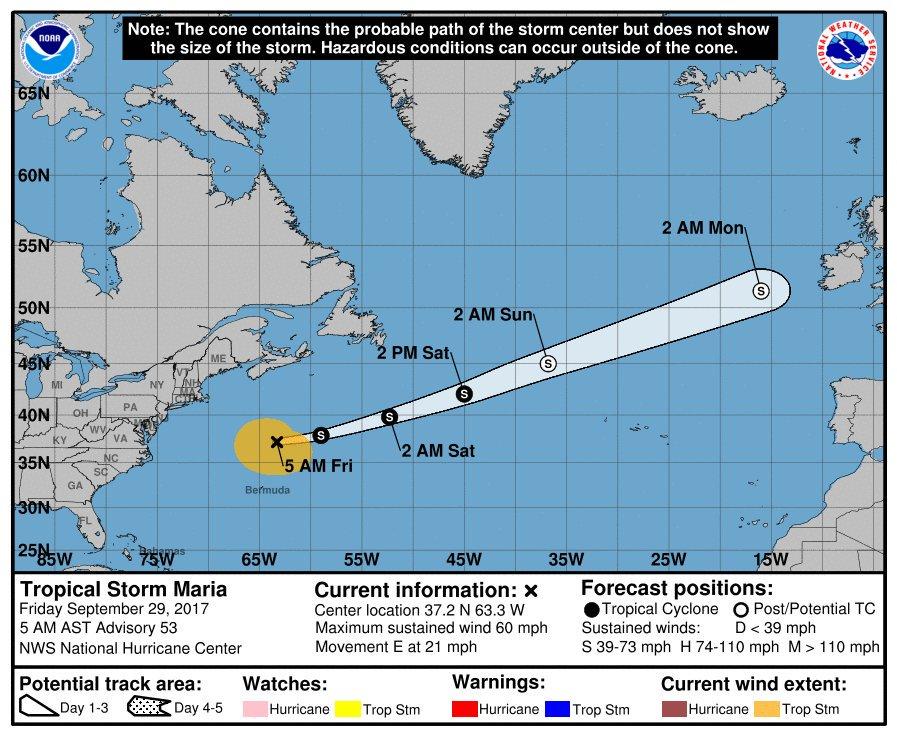 Note: The cone contains the probable path of the storm center but does not show
the size of the storm. Hazardous conditions can occur outside of the cone.
NOAA
NATIONAL WEATHER SERVICE
65N
60N
2 AM Mon
55N
S
50N
2 AM Sun
2 PM Sat
ME
45N
S
VT
MI
NY
NH
MA
S
PA
40N
OH
S
WV
S
KY
VA
2 AM Sat
NC
35N
5 AM Fri
SC
GA
Bermuda
30N
FL
25N
Bahamas
85W 75W 65W 55W 45W 35W 25W 15W
Tropical Storm Maria
Friday September 29, 2017
5 AM AST Advisory 53
NWS National Hurricane Center
Current information: x
Center location 37.2 N 63.3 W
Maximum sustained wind 60 mph
Movement E at 21 mph
Forecast positions:
Tropical Cyclone Post/Potential TC
Sustained winds: D < 39 mph
S 39-73 mph H 74-110 mph M > 110 mph
Potential track area:
Day 1-3 Day 4-5
Watches:
Hurricane Trop Stm
Warnings:
Hurricane Trop Stm
Current wind extent:
Hurricane Trop Stm